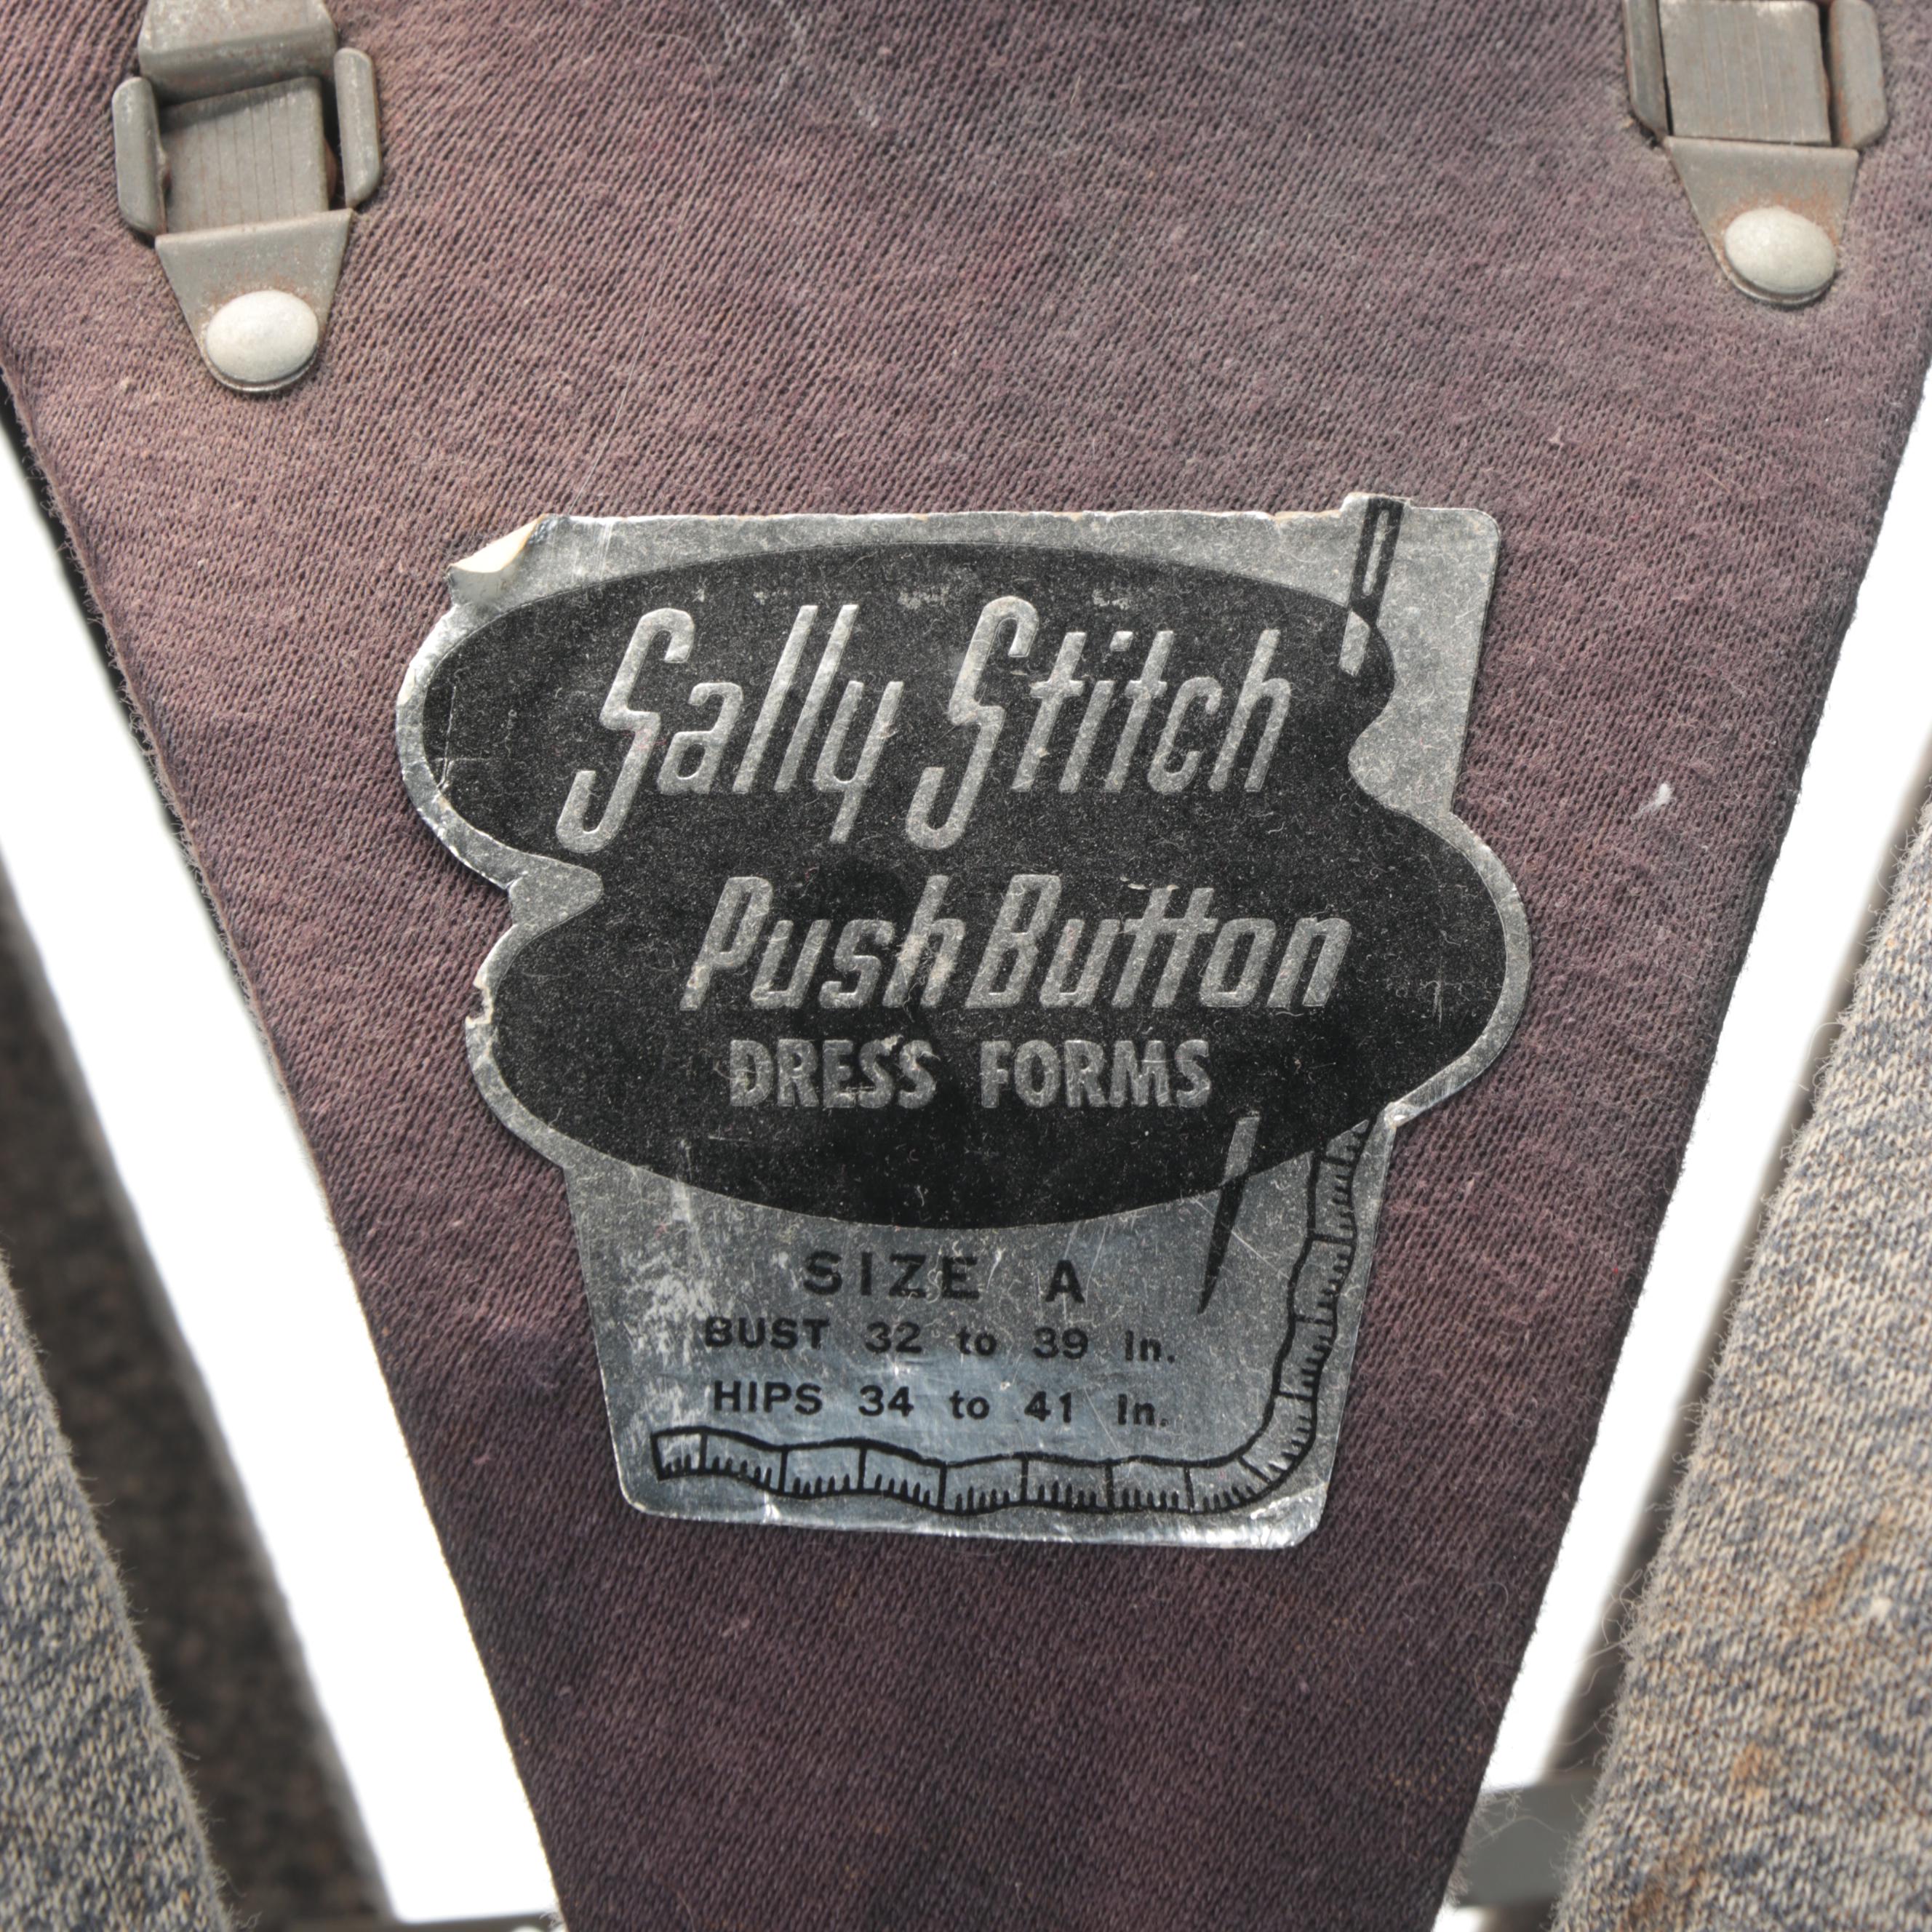 Sally Stitch
Push Button
DRESS FORMS
SIZE A
BUST 32 to 39 In.
HIPS 34 to 41 In.